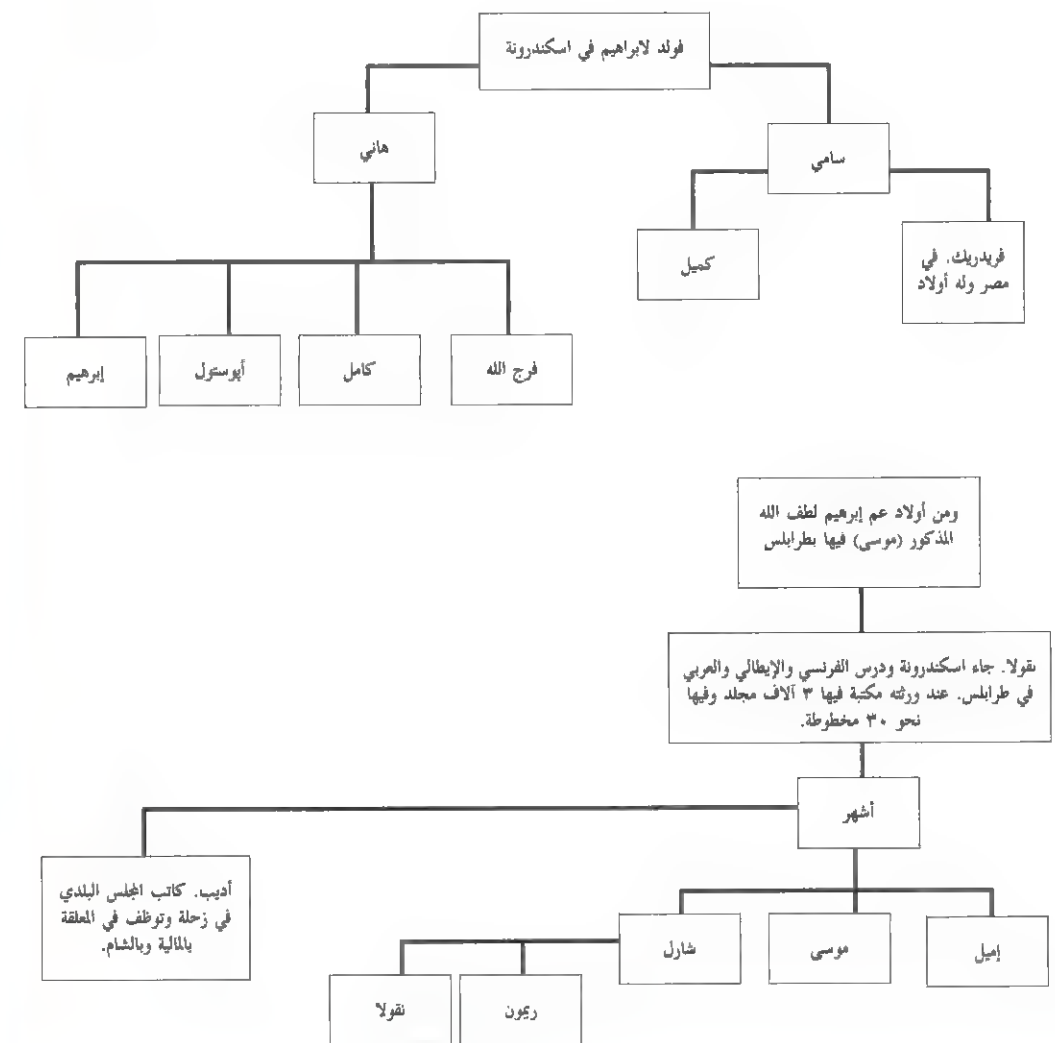 فولد لابراهيم في اسكندرونة
سامي
هاني
فريدريك. في
مصر وله أولاد
كميل
فرج الله
كامل
أبوستول
إبرهيم
ومن أولاد عم إبرهيم لطف الله
المذكور (موسى) فيها بطرابلس
نقولا. جاء اسكندرونة ودرس الفرنسي والإيطالي والعربي
في طرابلس. عند ورثته مكتبة فيها ٣ آلاف مجلد وفيها
نحو ٣٠ مخطوطة.
أشهر
أديب. كاتب المجلس البلدي
في زحلة وتوظف في المعلقة
بالمالية وبالشام.
إميل
موسى
شارل
ريمون
نقولا